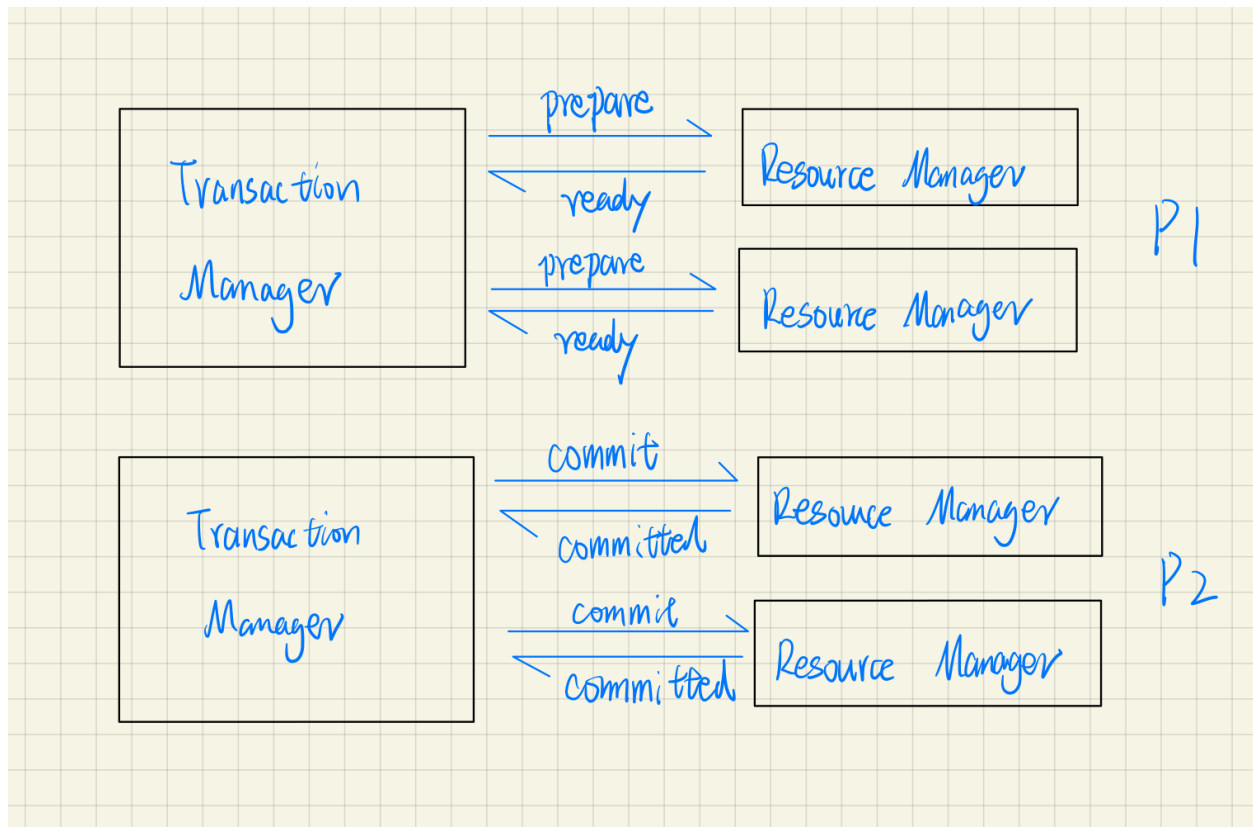 prepare
Transaction
Manager
Resource Manager
ready
P1
prepare
Resource Manager
ready
commit
Transaction
Manager
Resource Manager
committed
P2
commit
Resource Manager
committed